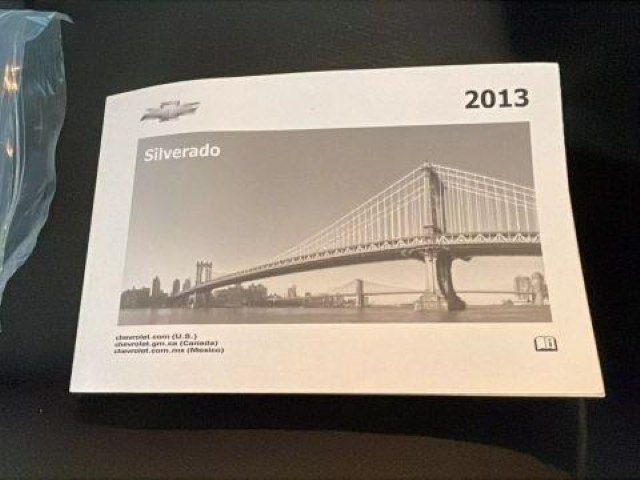 2013
Silverado
chevrolet.com (U.S.)
chevrolet.gm.ca (Canada)
chevrolet.com.mx (Mexico)